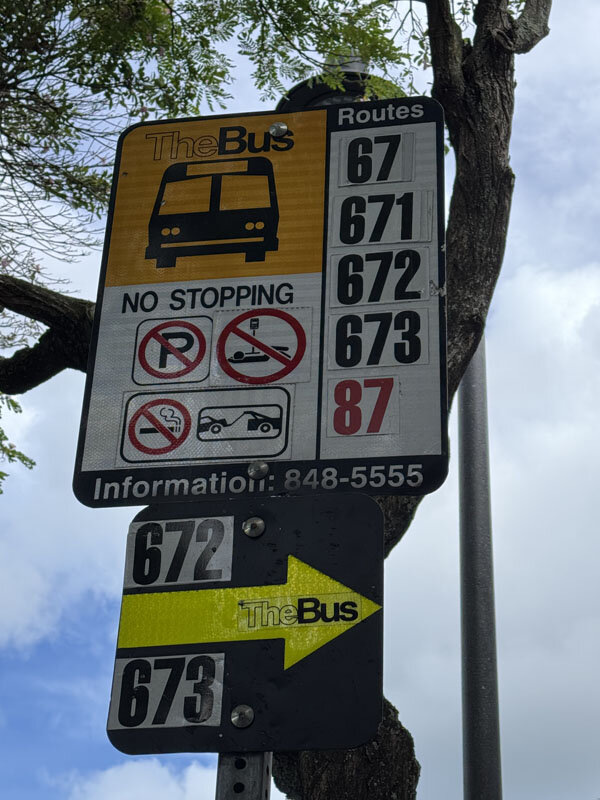 TheBus
NO STOPPING
P
Routes
67
671
672
673
87
Information: 848-5555
672
TheBus
673